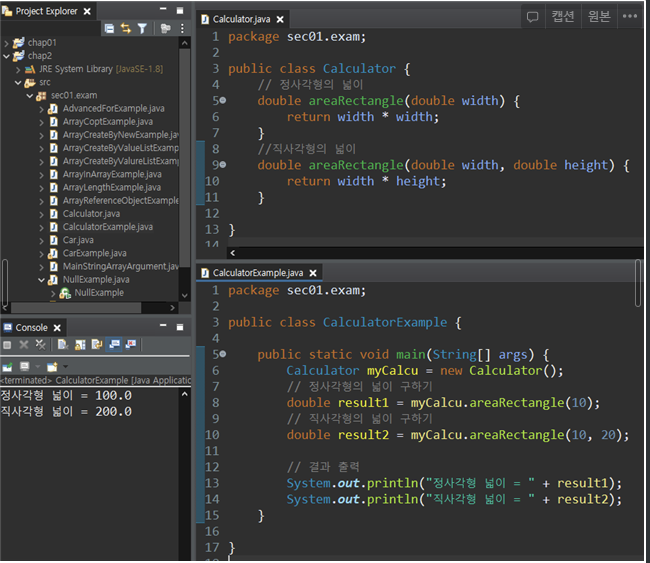 Project Explorer
chap01
chap2
JRE System Library [JavaSE-1.8]
src
sec01.exam
AdvancedForExample.java
ArrayCoptExample.java
ArrayCreateByNewExample.java
ArrayCreateByValueListExamp
ArrayCreateByValureListExamp
ArrayInArrayExample.java
ArrayLengthExample.java
ArrayReferenceObjectExample
Calculator.java
CalculatorExample.java
Car.java
CarExample.java
MainStringArrayArgument.java
NullExample.java
NullExample
Console
<terminated> CalculatorExample [Java Applicatio
정사각형 넓이 = 100.0
직사각형 넓이 = 200.0
Calculator.java
캡션 원본
1 package sec01.exam;
2
3 public class Calculator {
4 // 정사각형의 넓이
5 double areaRectangle(double width) {
6 return width * width;
7 }
8 //직사각형의 넓이
9 double areaRectangle(double width, double height) {
10 return width * height;
11 }
12
13 }
14
CalculatorExample.java
1 package sec01.exam;
2
3 public class CalculatorExample {
4
5 public static void main(String[] args) {
6 Calculator myCalcu = new Calculator();
7 // 정사각형의 넓이 구하기
8 double result1 = myCalcu.areaRectangle(10);
9 // 직사각형의 넓이 구하기
10 double result2 = myCalcu.areaRectangle(10, 20);
11
12 // 결과 출력
13 System.out.println("정사각형 넓이 = " + result1);
14 System.out.println("직사각형 넓이 = " + result2);
15 }
16
17 }